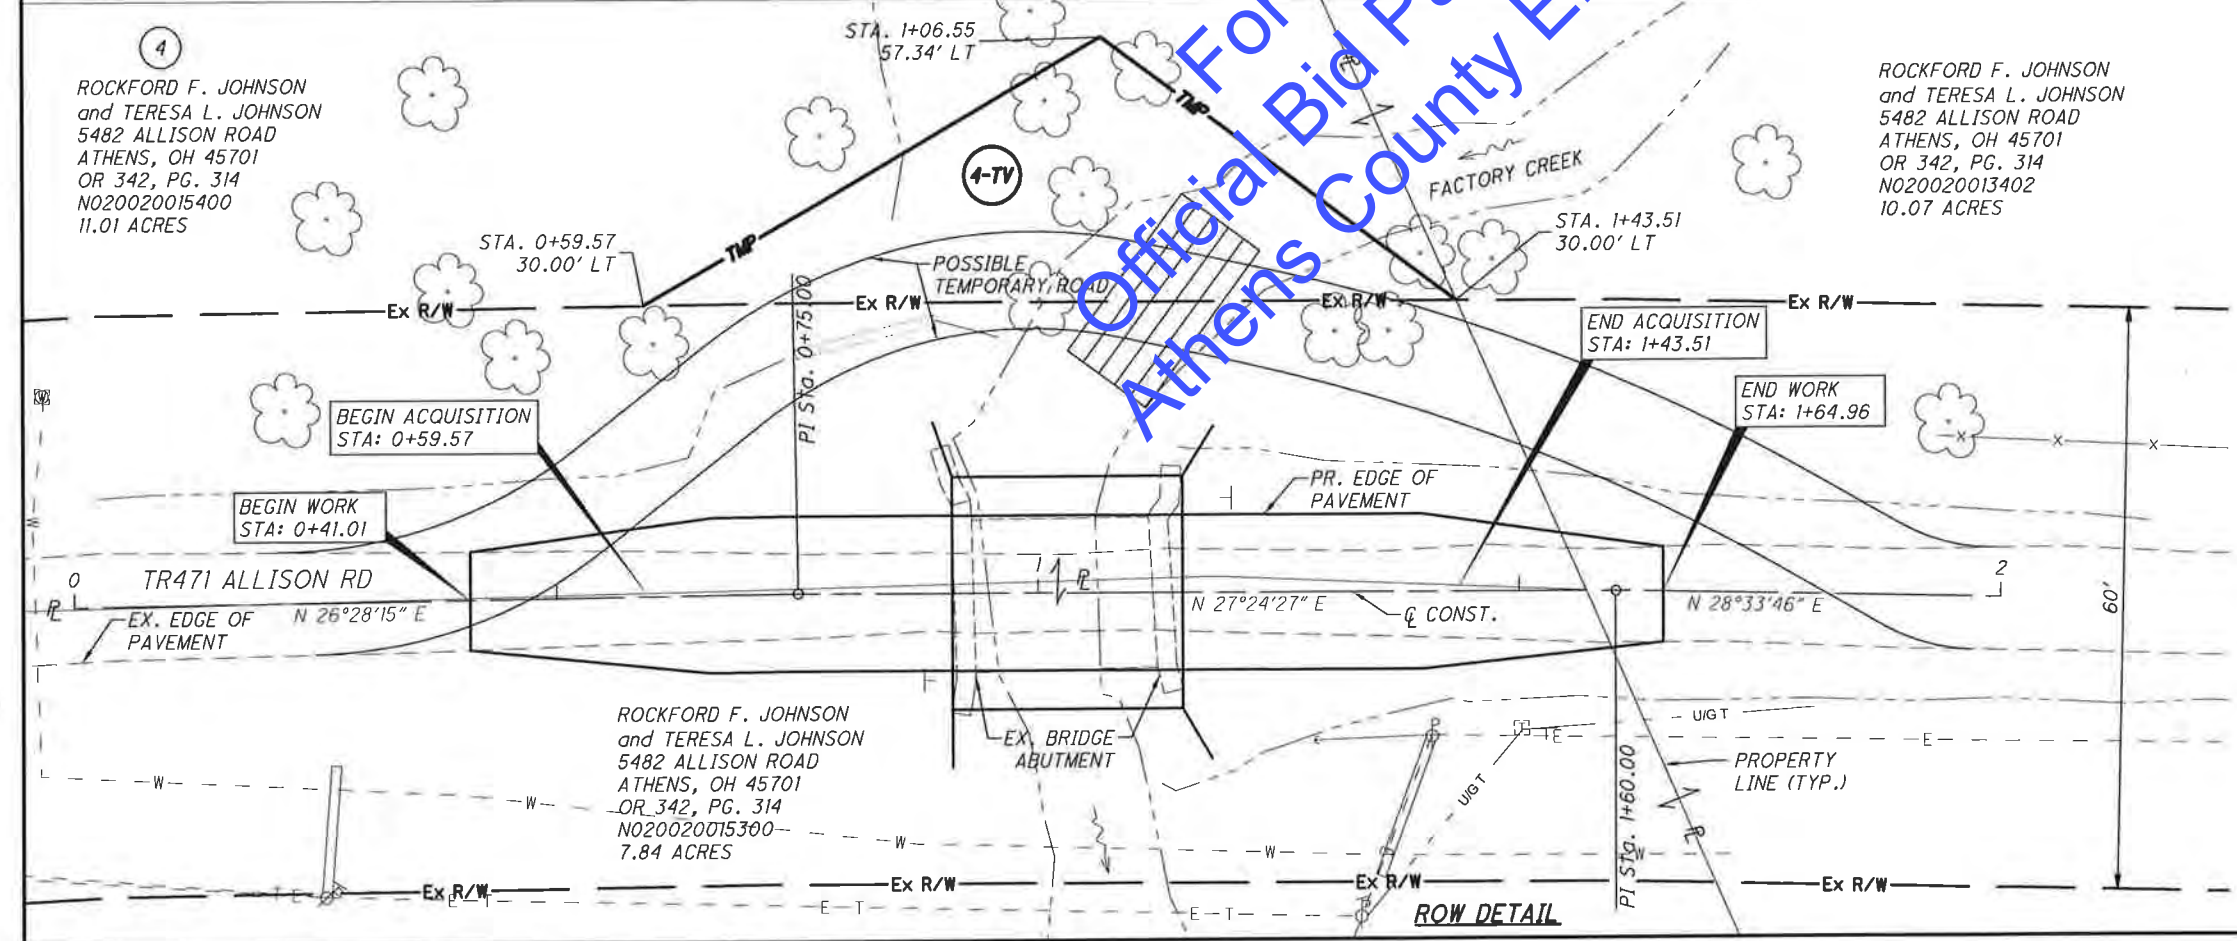 4
ROCKFORD F. JOHNSON
and TERESA L. JOHNSON
5482 ALLISON ROAD
ATHENS, OH 45701
OR 342, PG. 314
N020020015400
11.01 ACRES
STA. 1+06.55
57.34' LT
For
Official Bid
Athens County
ROCKFORD F. JOHNSON
and TERESA L. JOHNSON
5482 ALLISON ROAD
ATHENS, OH 45701
OR 342, PG. 314
N020020013402
10.07 ACRES
TMP
TMP
4-TV
FACTORY CREEK
STA. 0+59.57
30.00' LT
STA. 1+43.51
30.00' LT
POSSIBLE
TEMPORARY ROAD
Ex R/W
Ex R/W
Ex R/W
Ex R/W
PI Sta. 0+75.00
END ACQUISITION
STA: 1+43.51
BEGIN ACQUISITION
STA: 0+59.57
END WORK
STA: 1+64.96
BEGIN WORK
STA: 0+41.01
PR. EDGE OF
PAVEMENT
X
X
X
0
TR471 ALLISON RD
1
2
PL
PL
PL
EX. EDGE OF
PAVEMENT
N 26°28'15" E
N 27°24'27" E
℄ CONST.
N 28°33'46" E
60'
ROCKFORD F. JOHNSON
and TERESA L. JOHNSON
5482 ALLISON ROAD
ATHENS, OH 45701
OR 342, PG. 314
N020020015300
7.84 ACRES
EX. BRIDGE
ABUTMENT
P
U/G T
U/G T
E
E
PROPERTY
LINE (TYP.)
PI Sta. 1+60.00
PL
W
W
W
W
W
W
Ex R/W
Ex R/W
Ex R/W
Ex R/W
T E
E T
E T
E T
ROW DETAIL